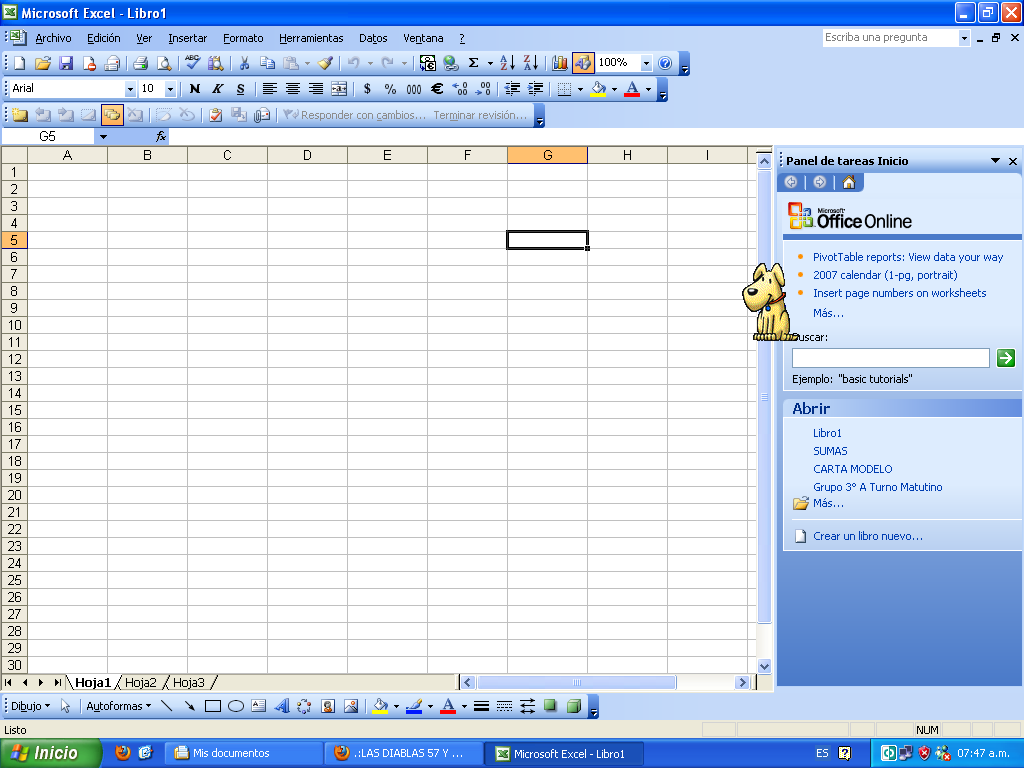 Microsoft Excel - Libro1
Archivo Edición Ver Insertar Formato Herramientas Datos Ventana ? Escriba una pregunta
100%
Arial 10 N K S $ % 000 €
Responder con cambios... Terminar revisión...
G5 fx
A B C D E F G H I
1
2
3
4
5
6
7
8
9
10
11
12
13
14
15
16
17
18
19
20
21
22
23
24
25
26
27
28
29
30
Panel de tareas Inicio
Microsoft
Office Online
PivotTable reports: View data your way
2007 calendar (1-pg, portrait)
Insert page numbers on worksheets
Más...
uscar:
Ejemplo: "basic tutorials"
Abrir
Libro1
SUMAS
CARTA MODELO
Grupo 3º A Turno Matutino
Más...
Crear un libro nuevo...
Hoja1 Hoja2 Hoja3
Dibujo Autoformas
Listo NUM
Inicio Mis documentos .:LAS DIABLAS 57 Y ... Microsoft Excel - Libro1 ES 07:47 a.m.